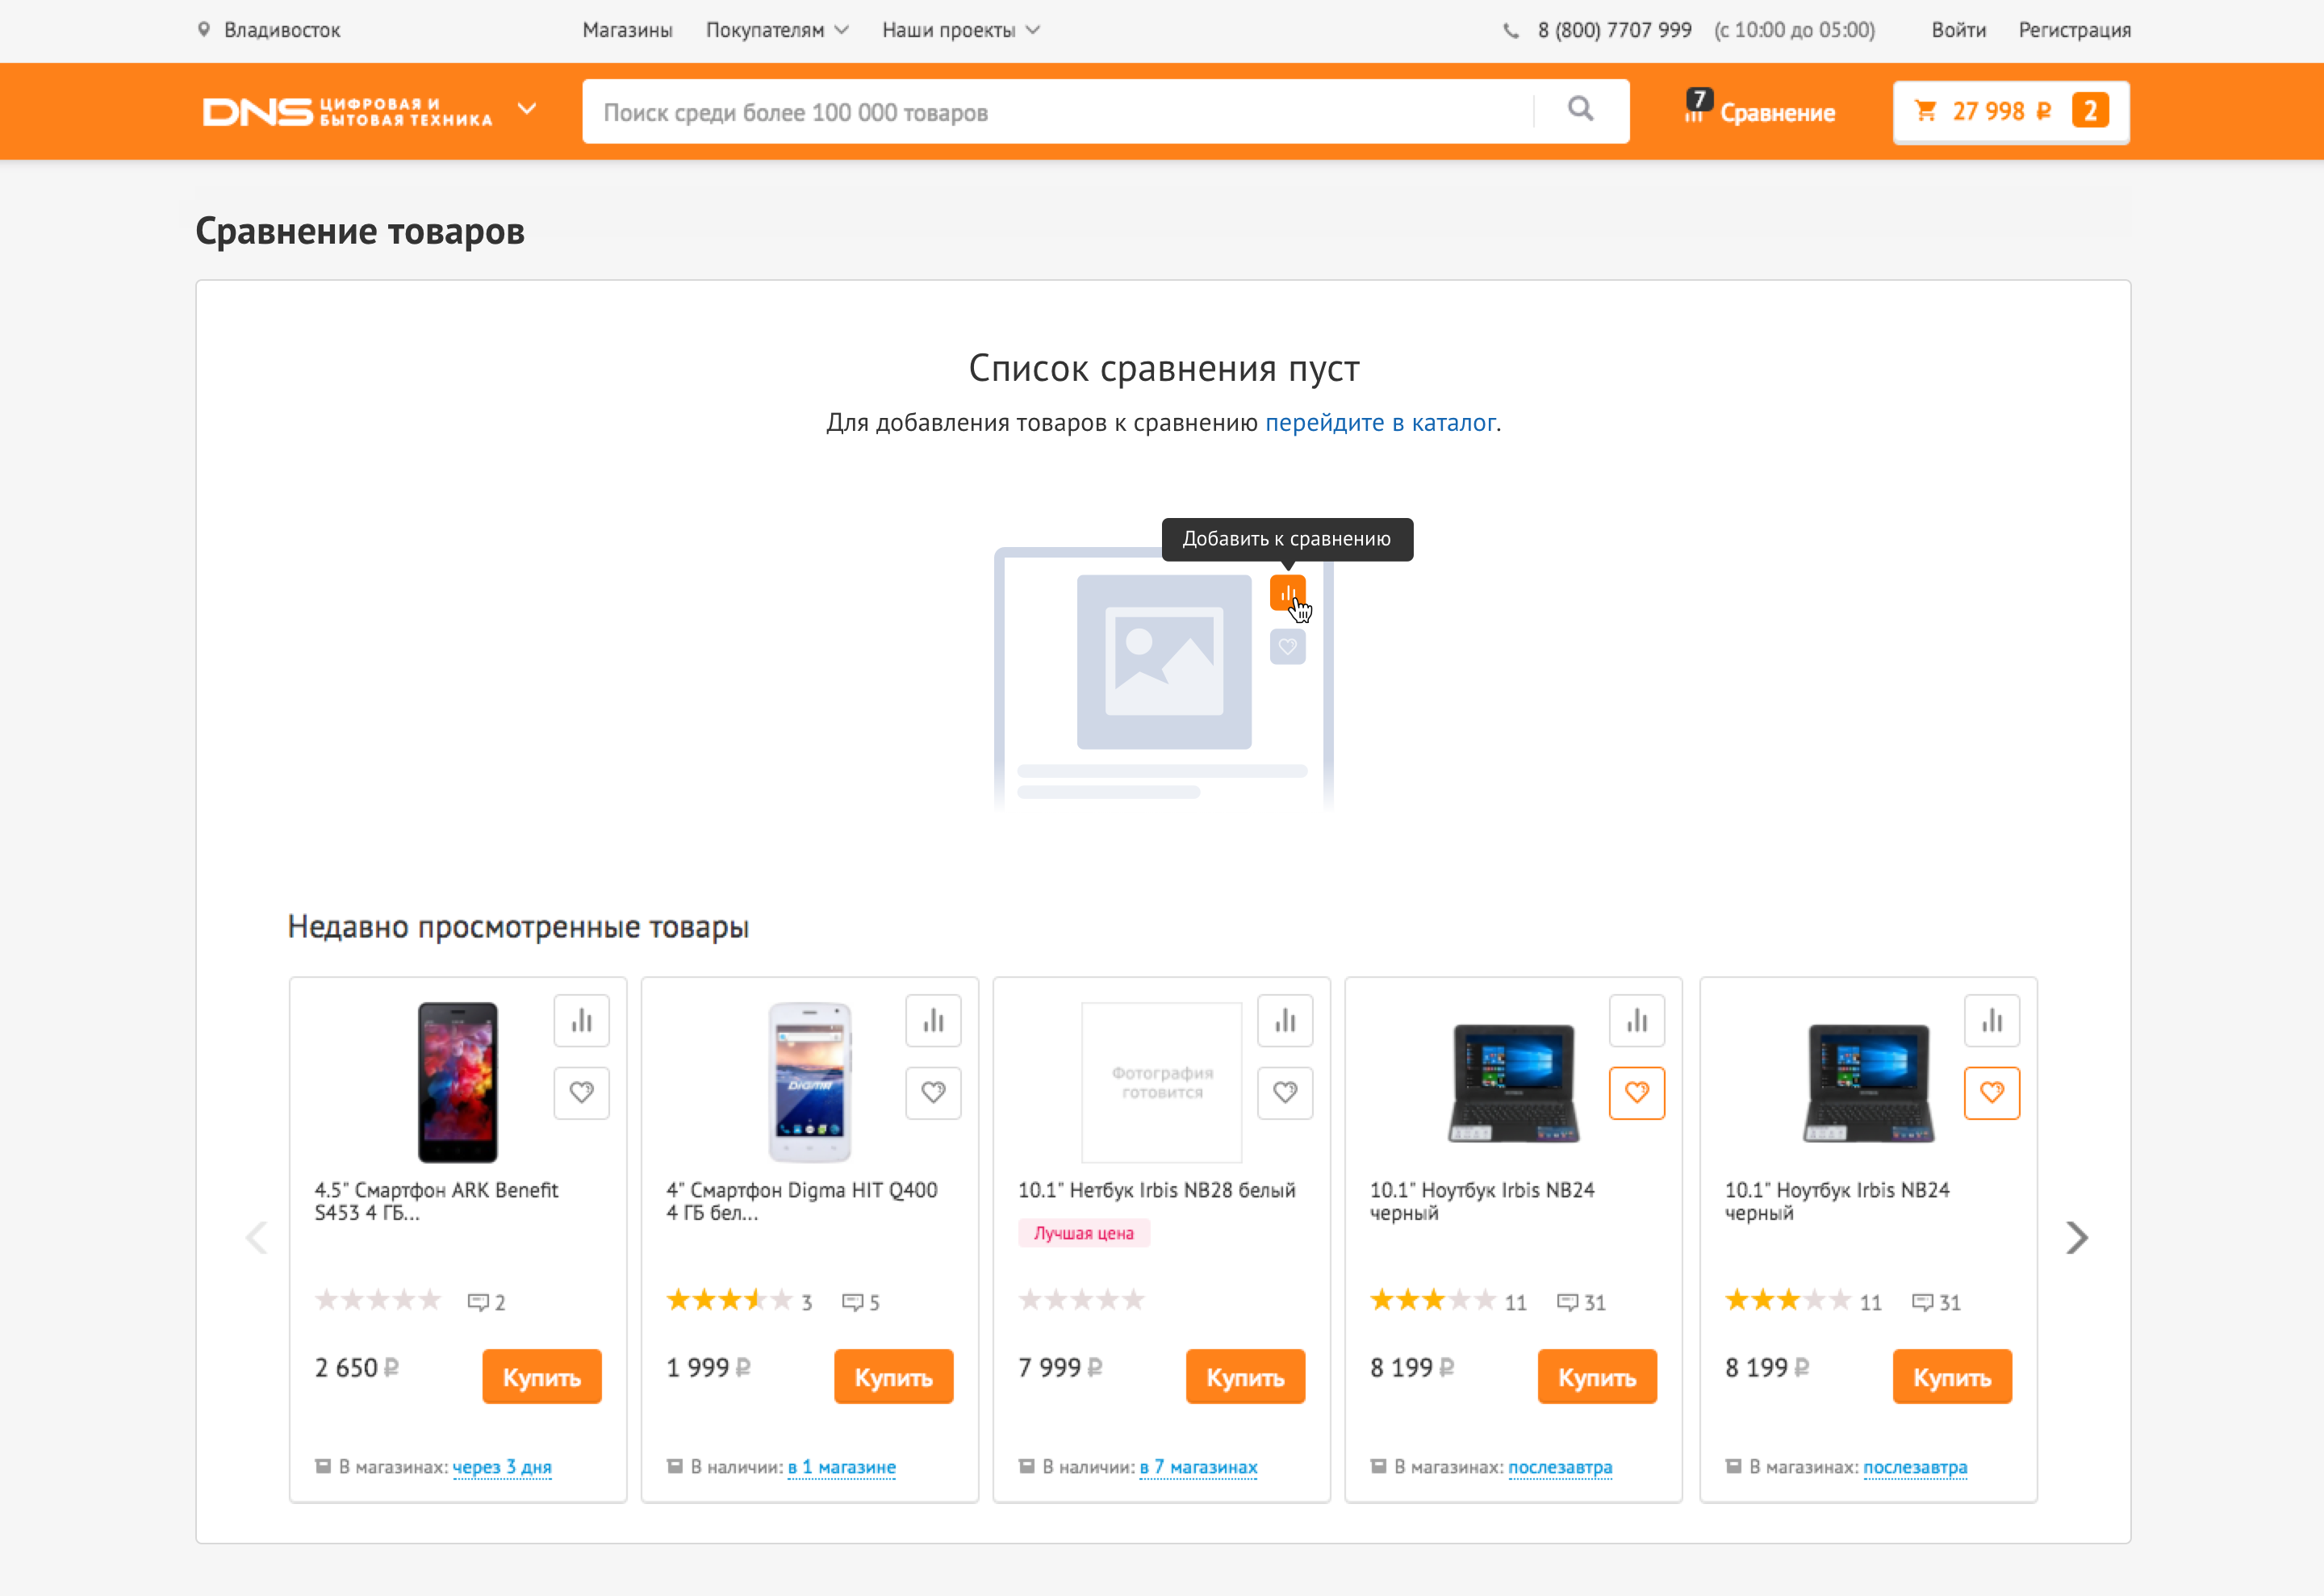 Владивосток
Магазины Покупателям Наши проекты
8 (800) 7707 999 (с 10:00 до 05:00) Войти Регистрация
DNS ЦИФРОВАЯ И
БЫТОВАЯ ТЕХНИКА
Поиск среди более 100 000 товаров
7 Сравнение
27 998 ₽ 2
Сравнение товаров
Список сравнения пуст
Для добавления товаров к сравнению перейдите в каталог.
Добавить к сравнению
Недавно просмотренные товары
4.5" Смартфон ARK Benefit
S453 4 ГБ...
2
2 650 ₽ Купить
В магазинах: через 3 дня
DIGMA
4" Смартфон Digma HIT Q400
4 ГБ бел...
3 5
1 999 ₽ Купить
В наличии: в 1 магазине
Фотография
готовится
10.1" Нетбук Irbis NB28 белый
Лучшая цена
7 999 ₽ Купить
В наличии: в 7 магазинах
10.1" Ноутбук Irbis NB24
черный
11 31
8 199 ₽ Купить
В магазинах: послезавтра
10.1" Ноутбук Irbis NB24
черный
11 31
8 199 ₽ Купить
В магазинах: послезавтра